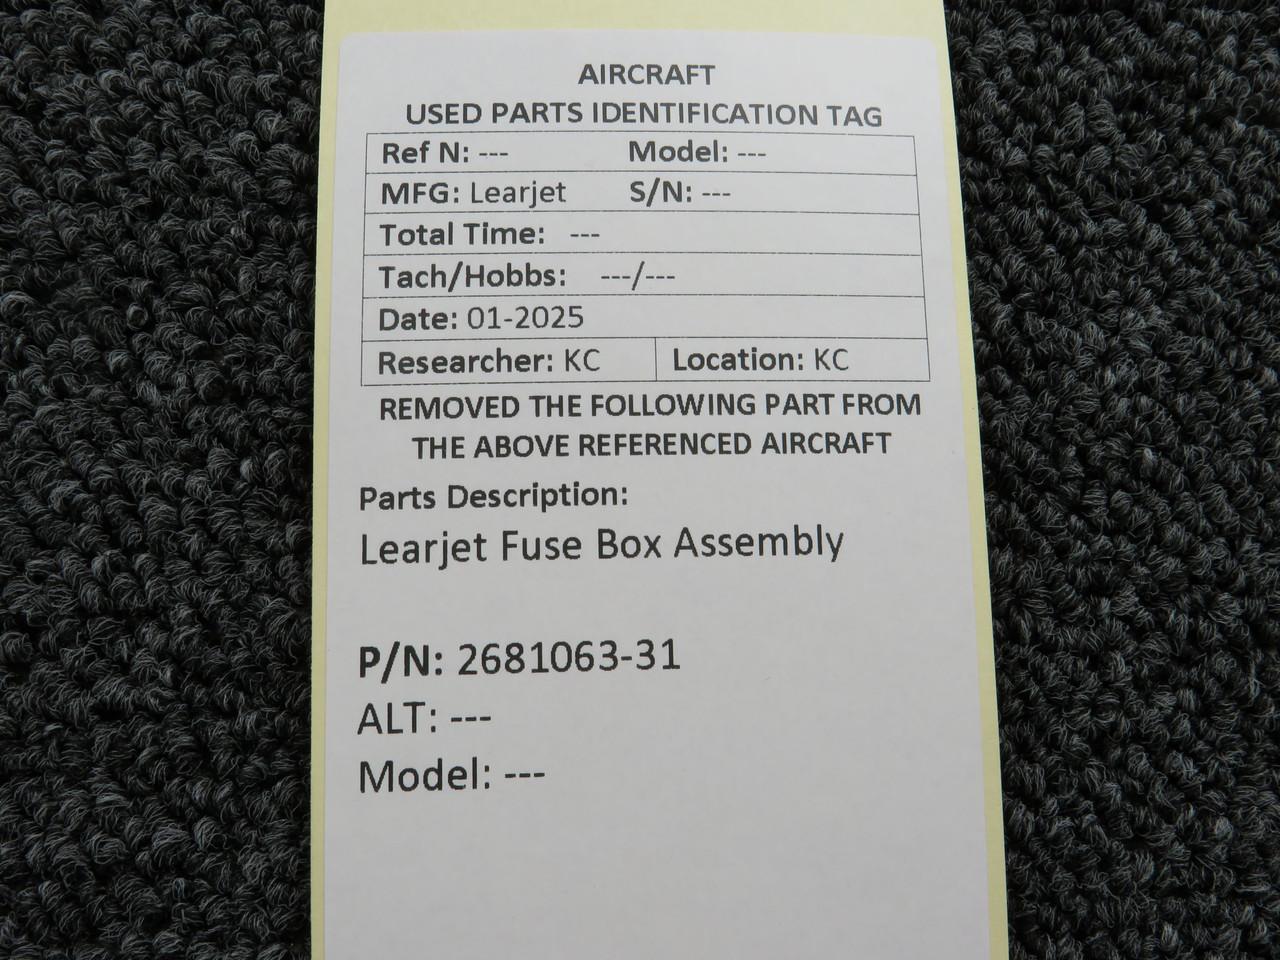 AIRCRAFT
USED PARTS IDENTIFICATION TAG
Ref N: --- Model: ---
MFG: Learjet S/N: ---
Total Time: ---
Tach/Hobbs: ---/---
Date: 01-2025
Researcher: KC Location: KC
REMOVED THE FOLLOWING PART FROM
THE ABOVE REFERENCED AIRCRAFT
Parts Description:
Learjet Fuse Box Assembly
P/N: 2681063-31
ALT: ---
Model: ---